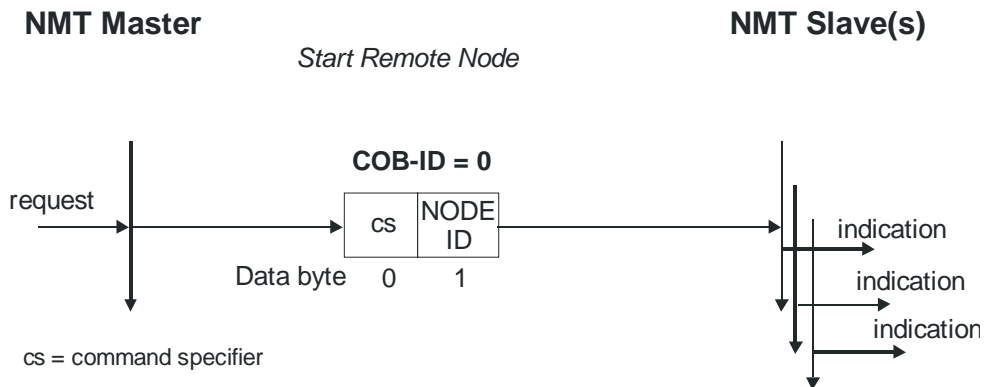 NMT Master
NMT Slave(s)
Start Remote Node
COB-ID = 0
request
cs
NODE
ID
indication
Data byte 0 1
indication
indication
cs = command specifier